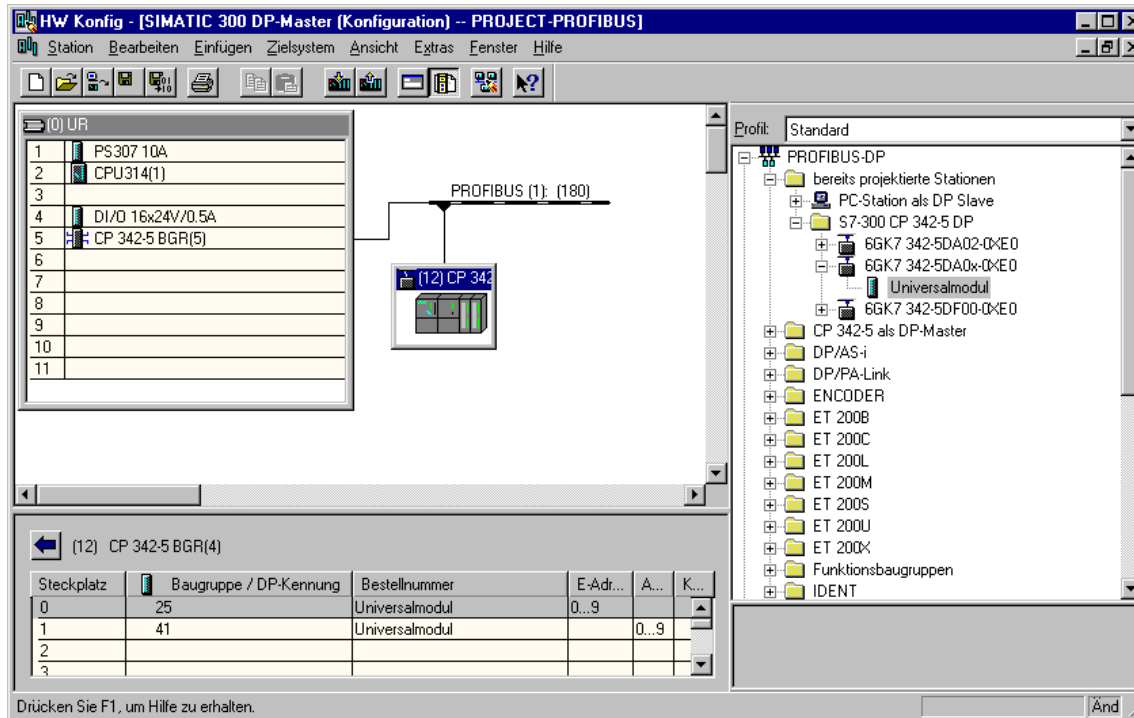 HW Konfig - [SIMATIC 300 DP-Master (Konfiguration) -- PROJECT-PROFIBUS]
Station Bearbeiten Einfügen Zielsystem Ansicht Extras Fenster Hilfe
(0) UR
1 PS307 10A
2 CPU314(1)
3
4 DI/O 16x24V/0.5A
5 CP 342-5 BGR(5)
6
7
8
9
10
11
PROFIBUS (1): (180)
(12) CP 342
Profil: Standard
PROFIBUS-DP
bereits projektierte Stationen
PC-Station als DP Slave
S7-300 CP 342-5 DP
6GK7 342-5DA02-0XE0
6GK7 342-5DA0x-0XE0
Universalmodul
6GK7 342-5DF00-0XE0
CP 342-5 als DP-Master
DP/AS-i
DP/PA-Link
ENCODER
ET 200B
ET 200C
ET 200L
ET 200M
ET 200S
ET 200U
ET 200X
Funktionsbaugruppen
IDENT
(12) CP 342-5 BGR(4)
Steckplatz Baugruppe / DP-Kennung Bestellnummer E-Adr... A... K...
0 25 Universalmodul 0...9
1 41 Universalmodul 0...9
2
3
Drücken Sie F1, um Hilfe zu erhalten.
Änd